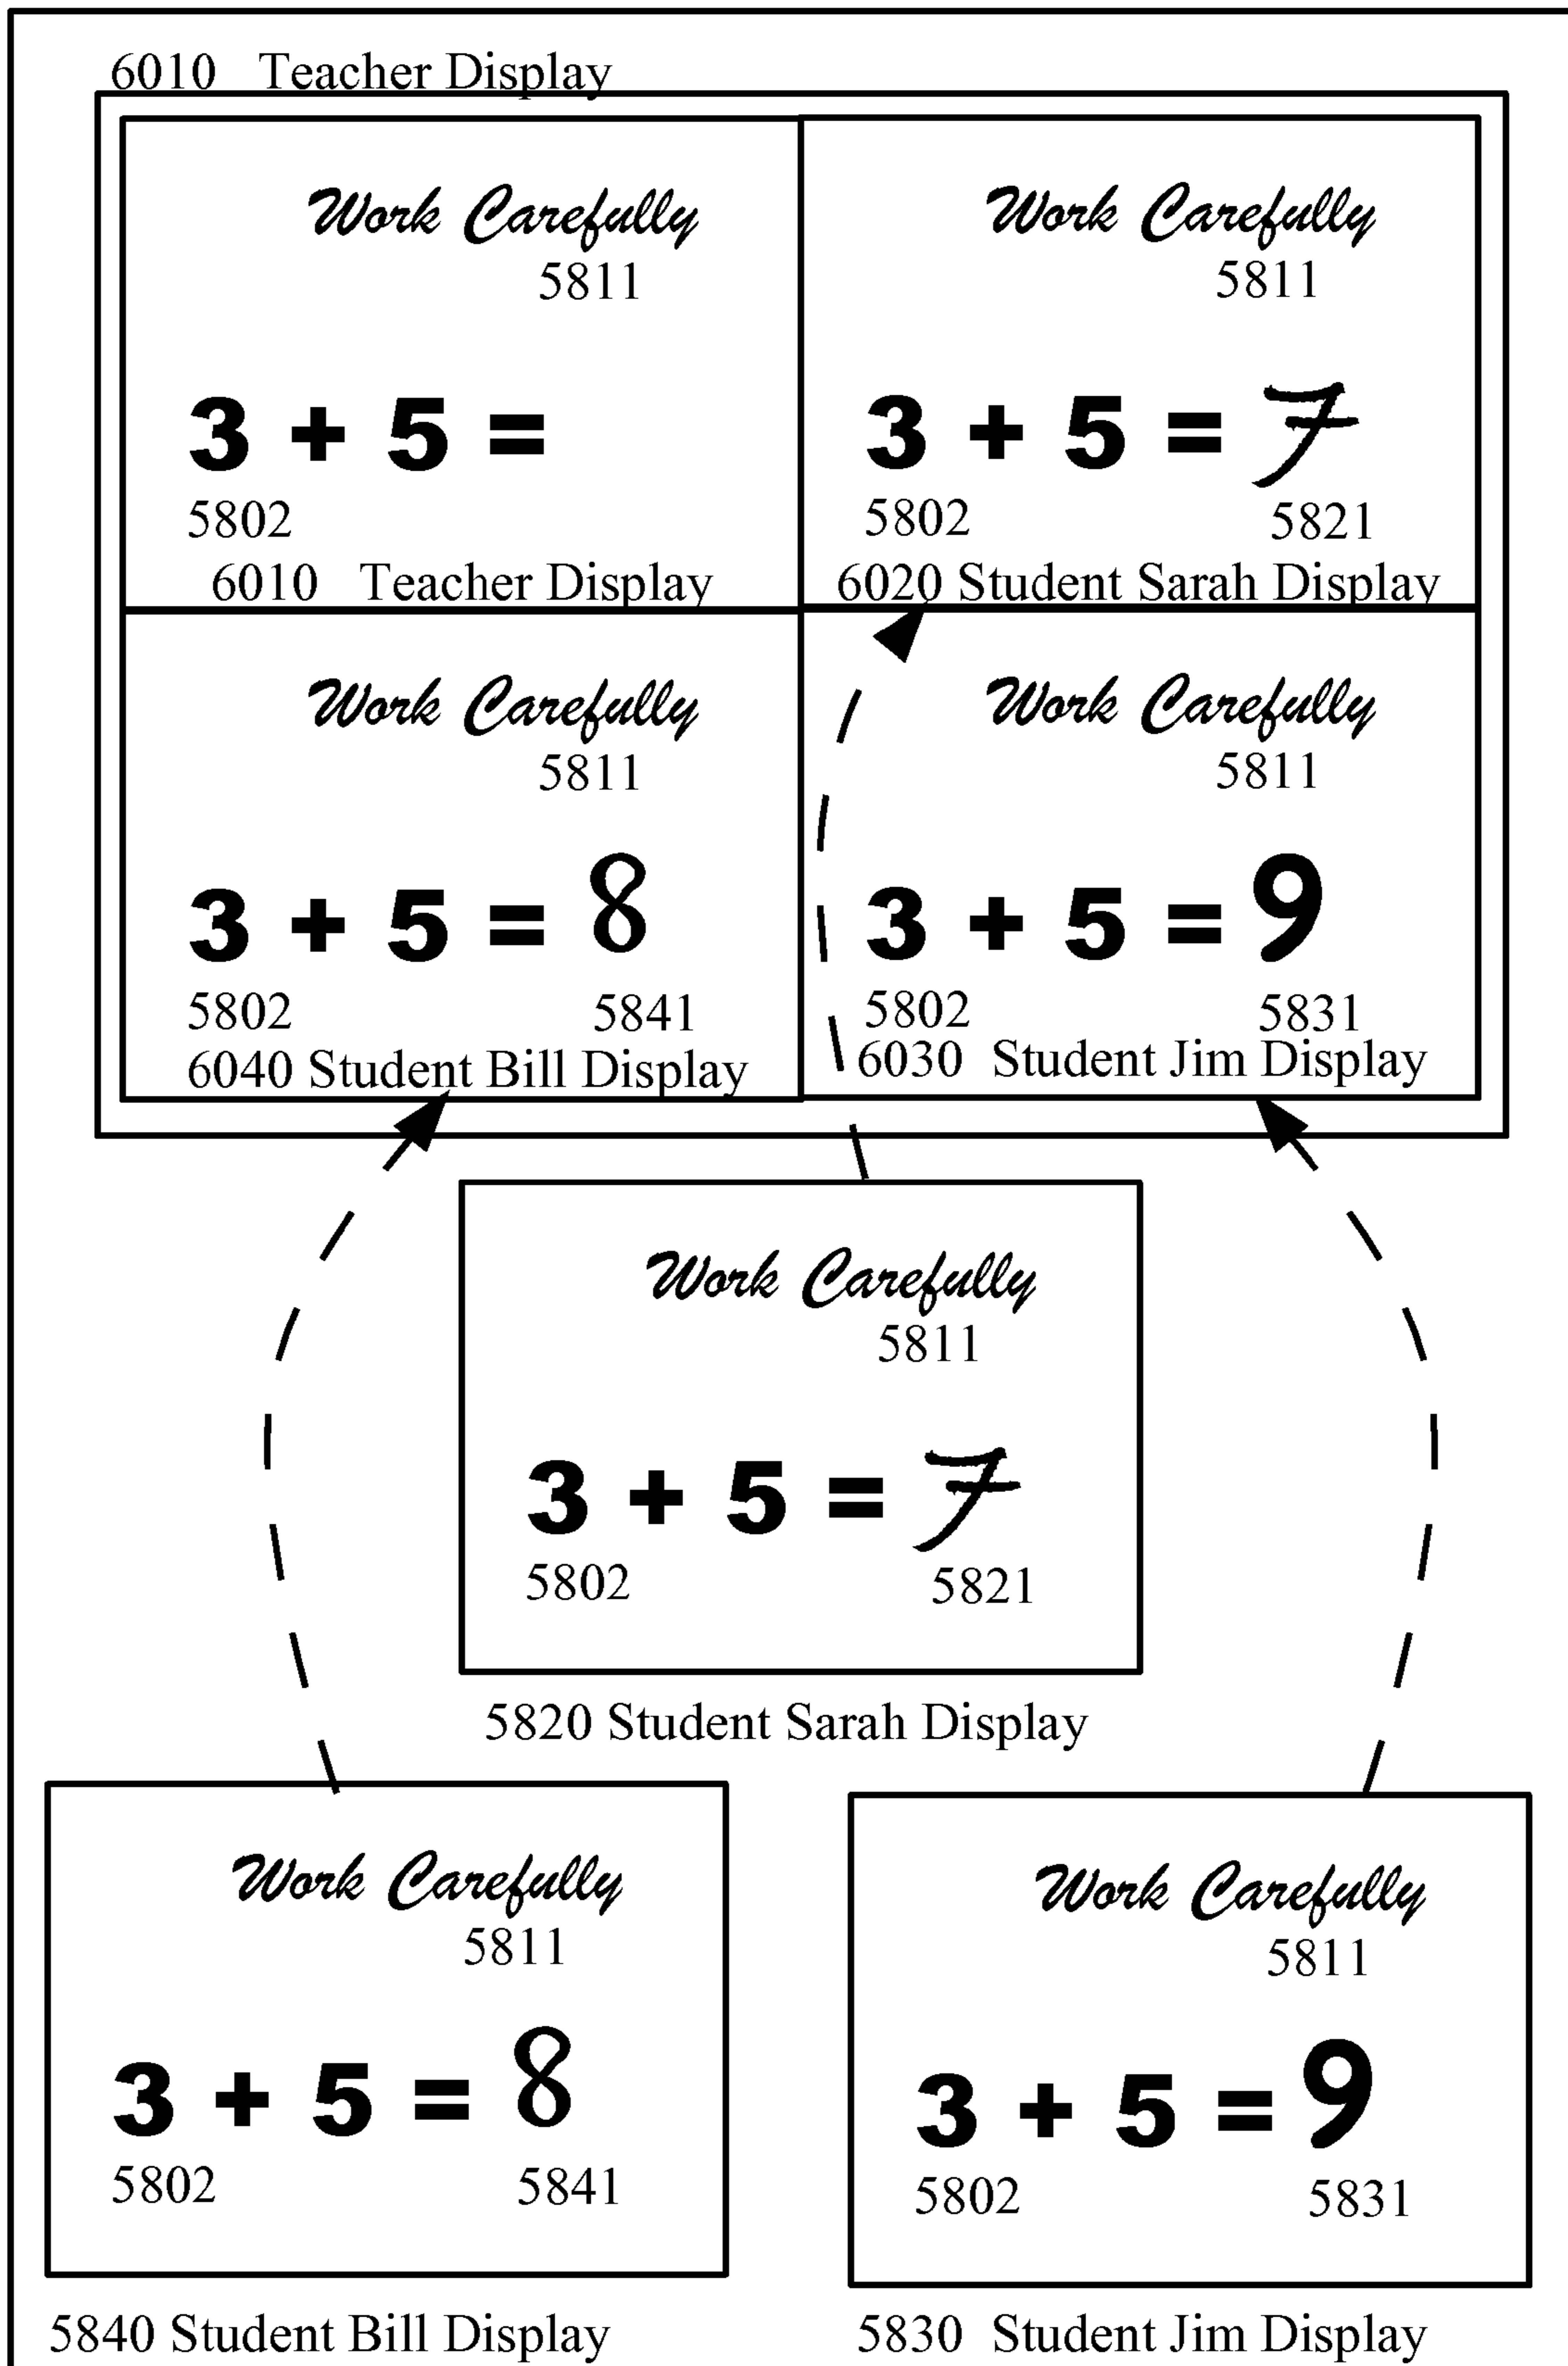 6010 Teacher Display
Work Carefully
5811
3 + 5 =
5802
6010 Teacher Display
Work Carefully
5811
3 + 5 = 7
5802 5821
6020 Student Sarah Display
Work Carefully
5811
3 + 5 = 8
5802 5841
6040 Student Bill Display
Work Carefully
5811
3 + 5 = 9
5802 5831
6030 Student Jim Display
Work Carefully
5811
3 + 5 = 7
5802 5821
5820 Student Sarah Display
Work Carefully
5811
3 + 5 = 8
5802 5841
5840 Student Bill Display
Work Carefully
5811
3 + 5 = 9
5802 5831
5830 Student Jim Display